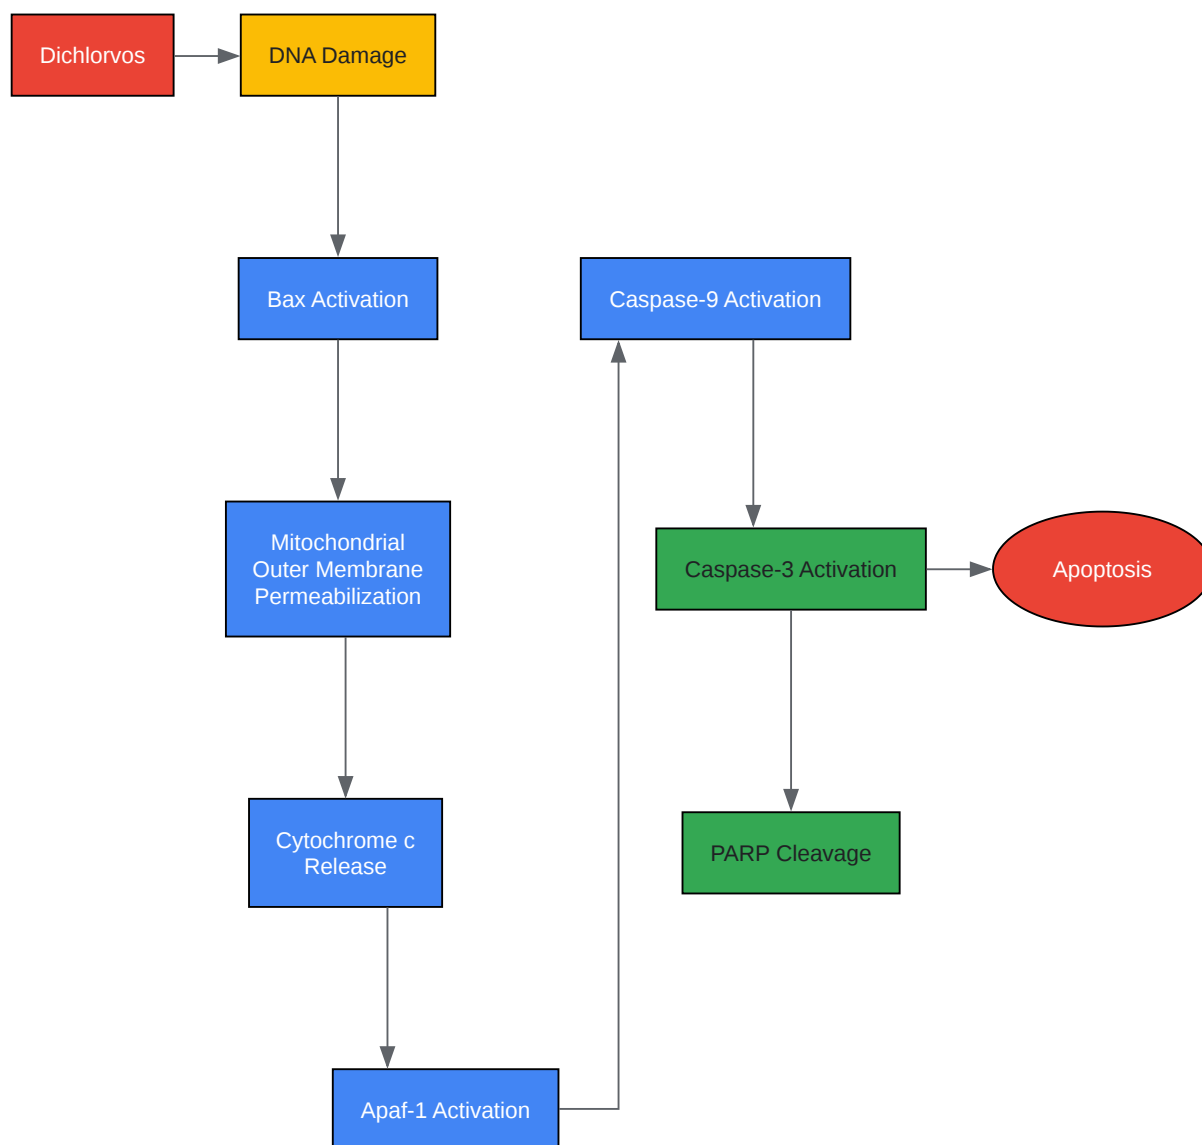 Dichlorvos
DNA Damage
Bax Activation
Caspase-9 Activation
Mitochondrial
Outer Membrane
Permeabilization
Caspase-3 Activation
Apoptosis
Cytochrome c
Release
PARP Cleavage
Apaf-1 Activation